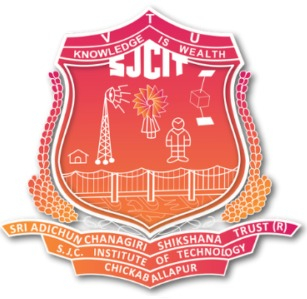 V T U
KNOWLEDGE IS WEALTH
SJCIT
SRI ADICHUNCHANAGIRI SHIKSHANA TRUST (R)
S.J.C. INSTITUTE OF TECHNOLOGY
CHICKABALLAPUR